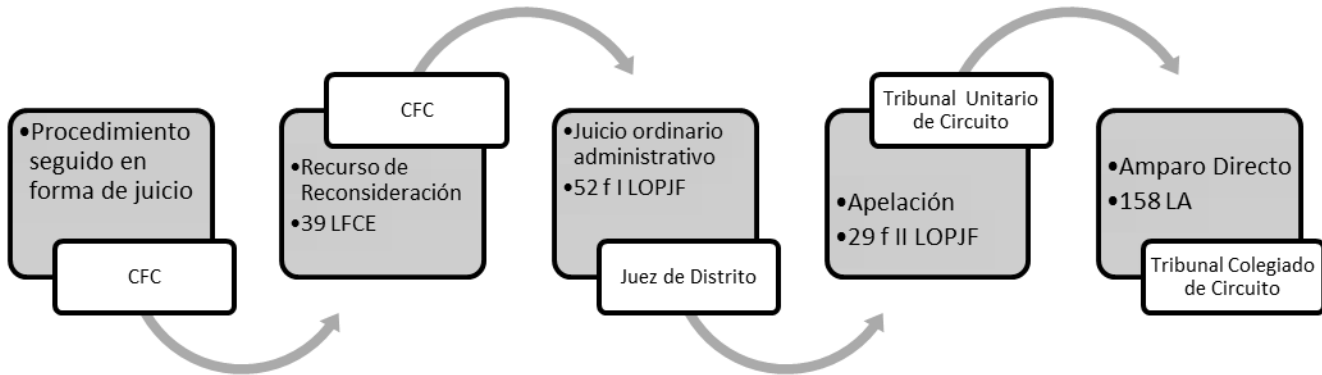 •Procedimiento
seguido en
forma de juicio
CFC
CFC
•Recurso de
Reconsideración
•39 LFCE
•Juicio ordinario
administrativo
•52 f I LOPJF
Juez de Distrito
Tribunal Unitario
de Circuito
•Apelación
•29 f II LOPJF
•Amparo Directo
•158 LA
Tribunal Colegiado
de Circuito